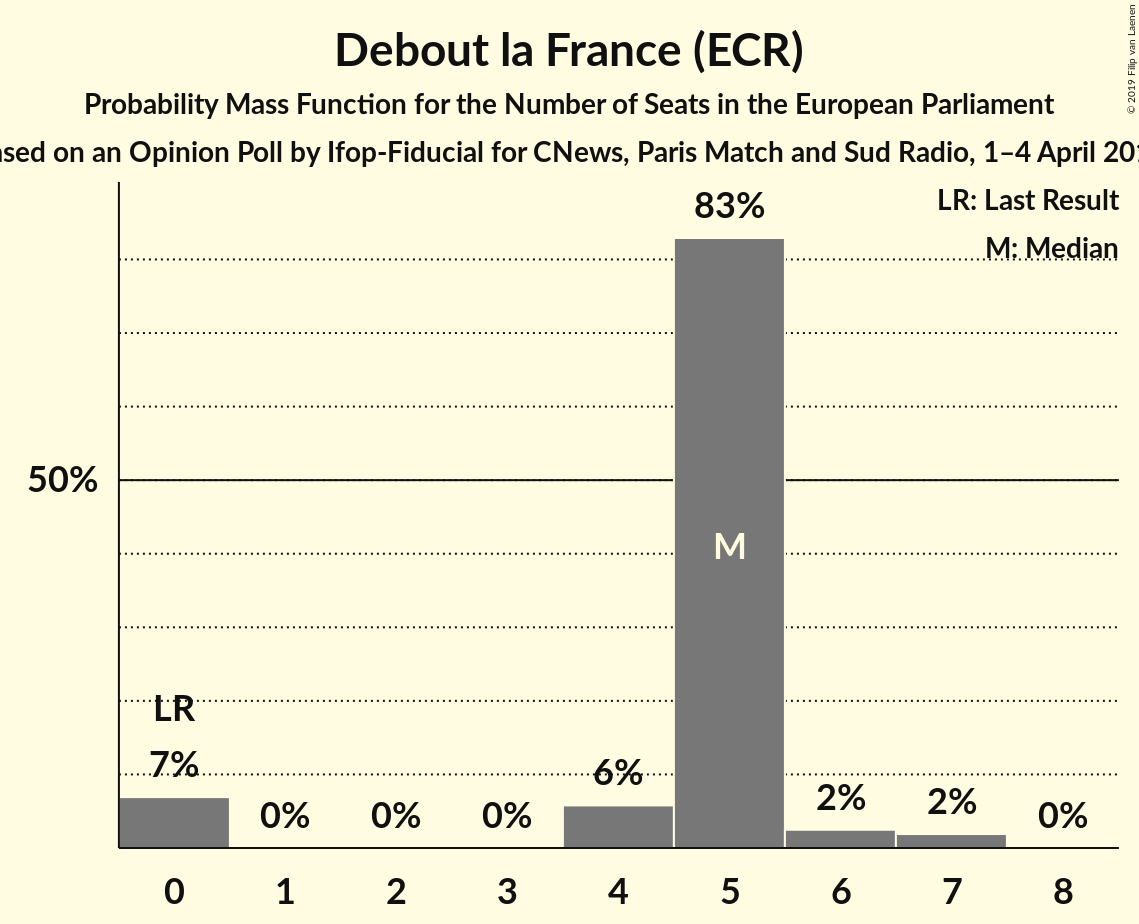 Debout la France (ECR)
Probability Mass Function for the Number of Seats in the European Parliament
on an Opinion Poll by Ifop-Fiducial for CNews, Paris Match and Sud Radio, 1–4 April
© 2019 Filip van Laenen
LR: Last Result
M: Median
83%
50%
M
LR
7%
0%
0%
0%
6%
2%
2%
0%
0 1 2 3 4 5 6 7 8